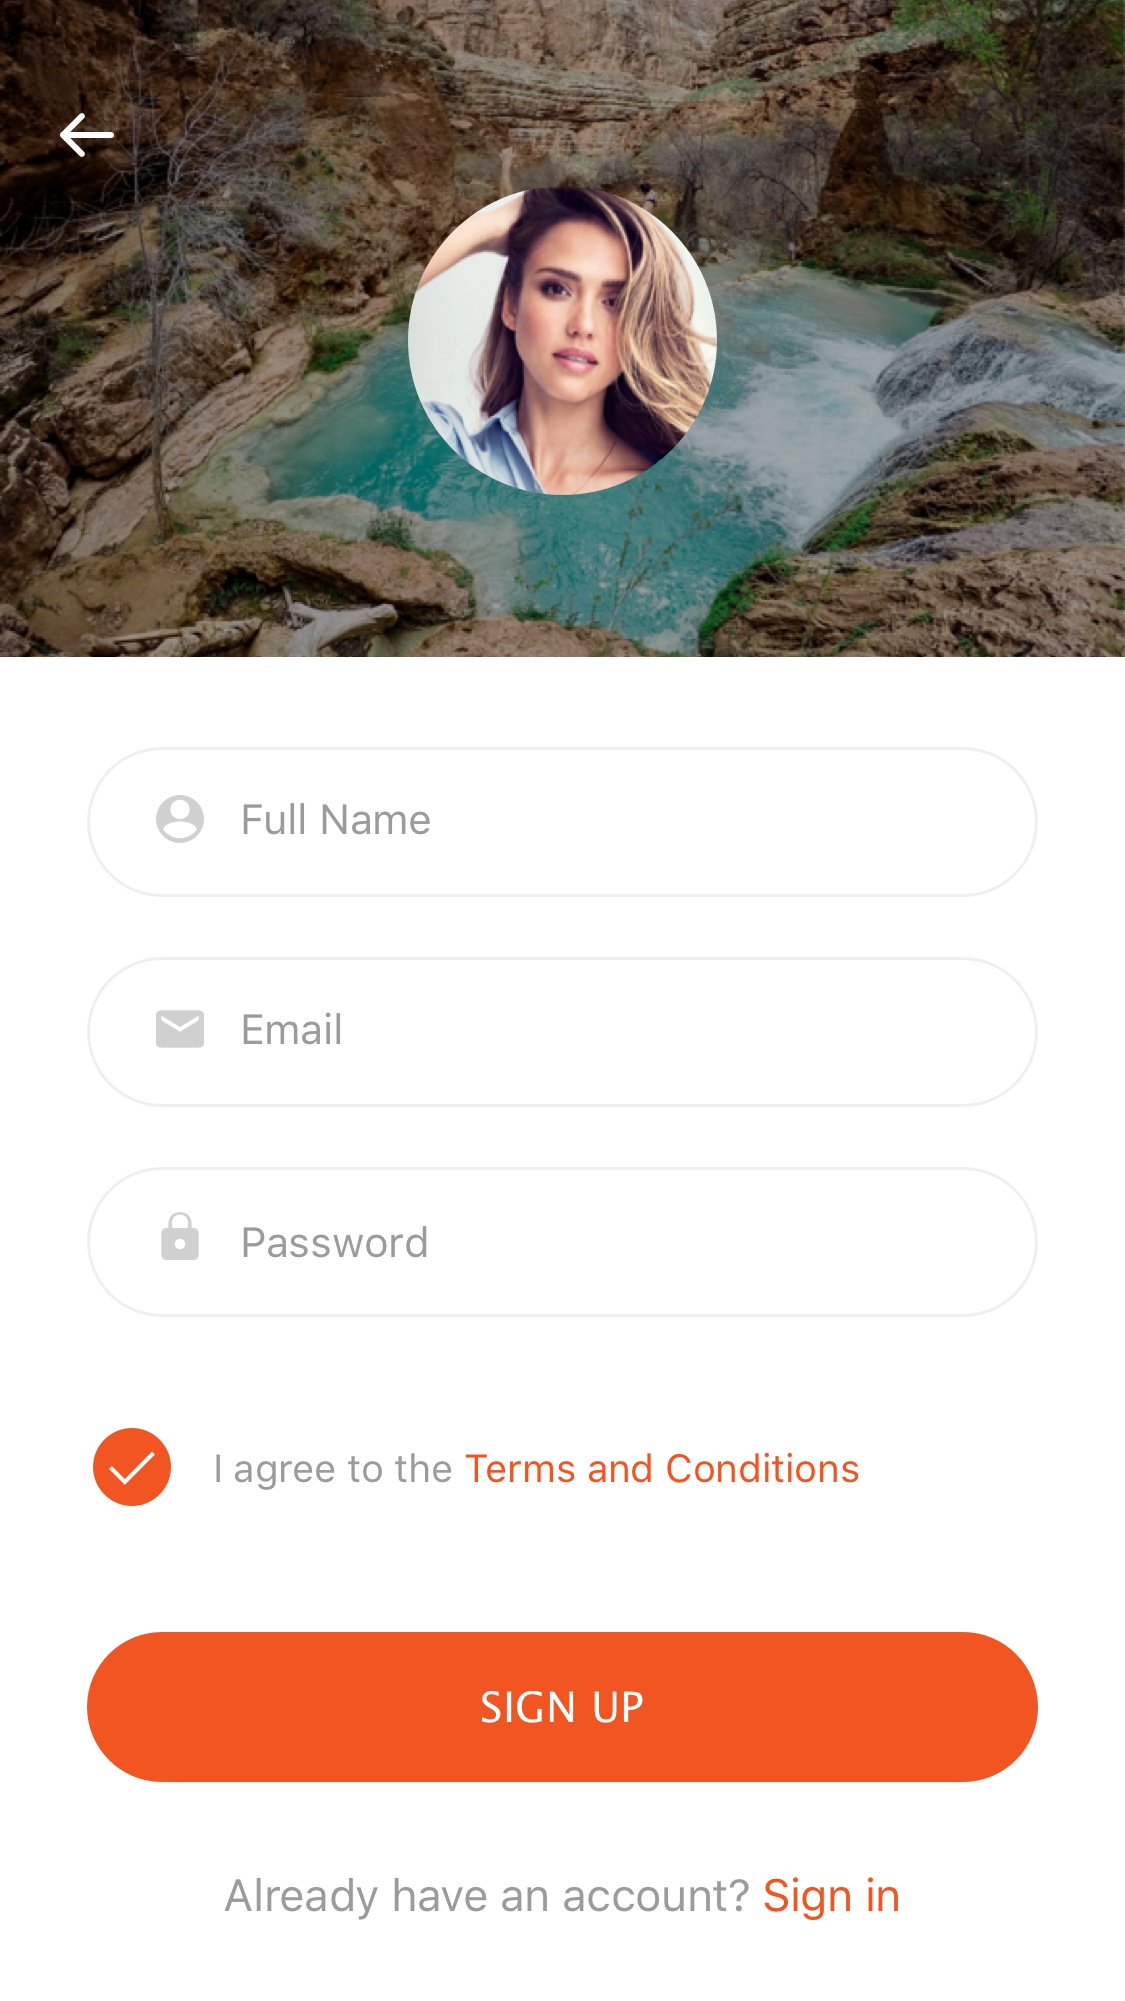 Full Name
Email
Password
I agree to the Terms and Conditions
SIGN UP
Already have an account? Sign in